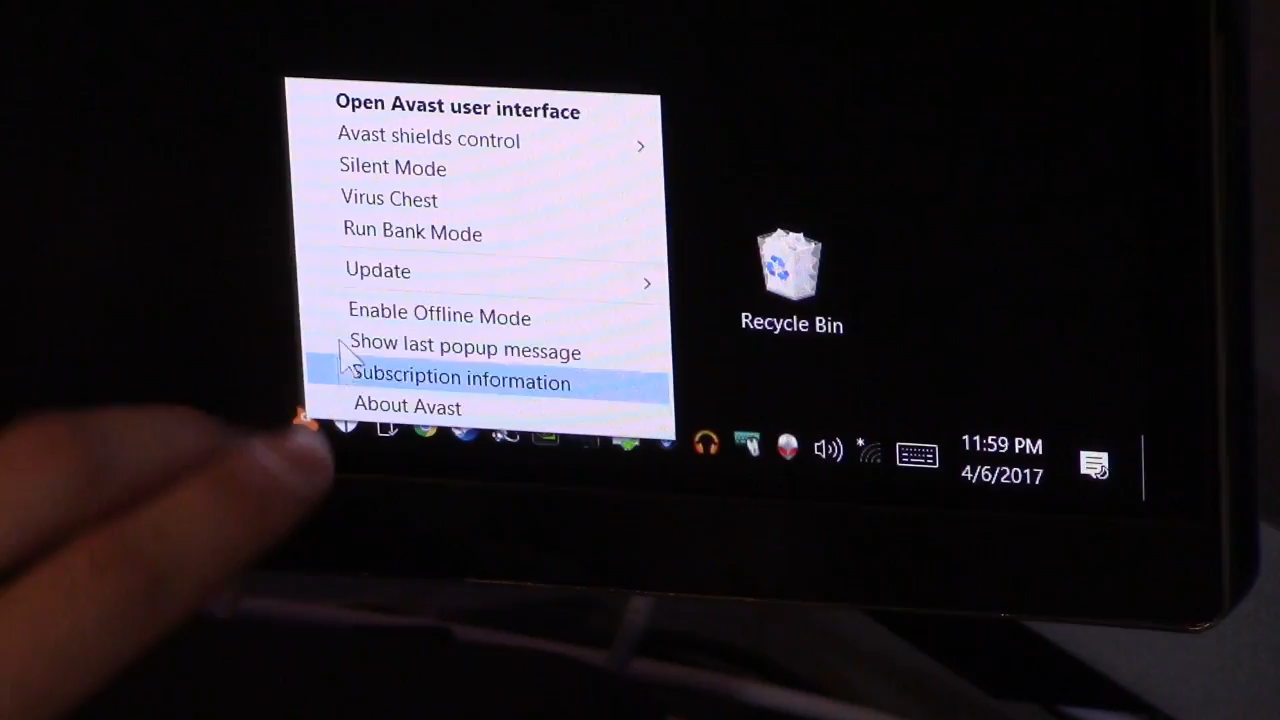 Open Avast user interface
Avast shields control
Silent Mode
Virus Chest
Run Bank Mode
Update
Enable Offline Mode
Show last popup message
Subscription information
About Avast
Recycle Bin
11:59 PM
4/6/2017